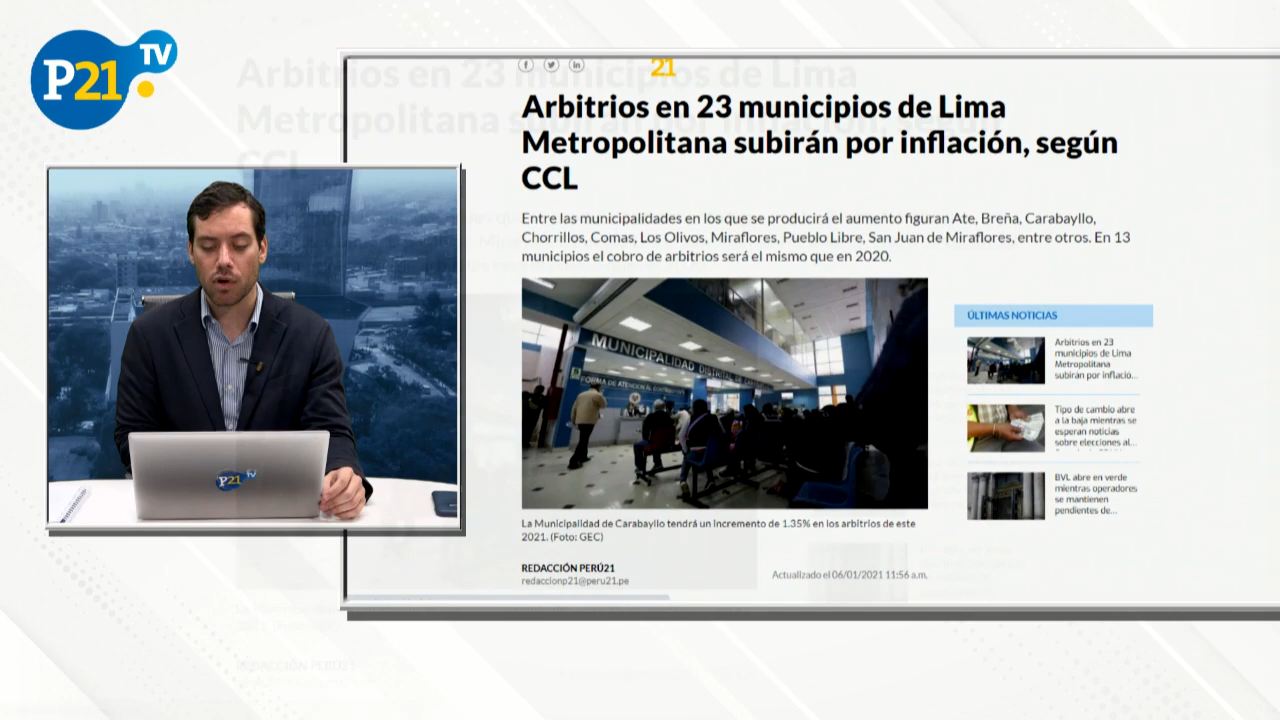 P21 TV
21
Arbitrios en 23 municipios de Lima
Metropolitana subirán por inflación, según
CCL
Entre las municipalidades en los que se producirá el aumento figuran Ate, Breña, Carabayllo,
Chorrillos, Comas, Los Olivos, Miraflores, Pueblo Libre, San Juan de Miraflores, entre otros. En 13
municipios el cobro de arbitrios será el mismo que en 2020.
MUNICIPALIDAD DISTRITAL DE
FORMA DE ATENCIÓN AL
ÚLTIMAS NOTICIAS
Arbitrios en 23
municipios de Lima
Metropolitana
subirán por inflació...
Tipo de cambio abre
a la baja mientras se
esperan noticias
sobre elecciones al...
BVL abre en verde
mientras operadores
se mantienen
pendientes de...
La Municipalidad de Carabayllo tendrá un incremento de 1.35% en los arbitrios de este
2021. (Foto: GEC)
REDACCIÓN PERÚ21
redaccionp21@peru21.pe
Actualizado el 06/01/2021 11:56 a.m.
P21 TV